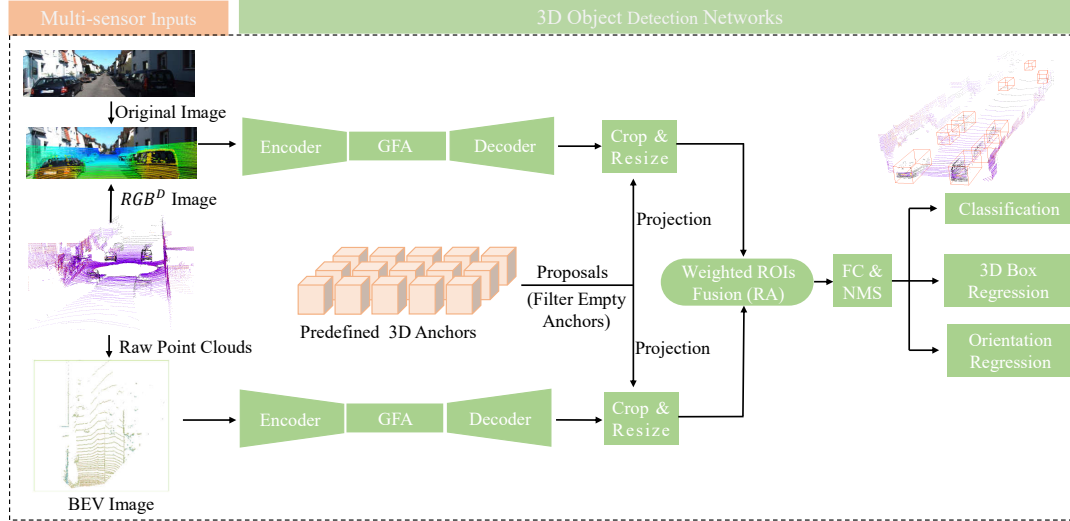 Multi-sensor Inputs
3D Object Detection Networks
Original Image
RGB^D Image
Raw Point Clouds
BEV Image
Encoder
GFA
Decoder
Crop &
Resize
Projection
Predefined 3D Anchors
Proposals
(Filter Empty
Anchors)
Projection
Encoder
GFA
Decoder
Crop &
Resize
Weighted ROIs
Fusion (RA)
FC &
NMS
Classification
3D Box
Regression
Orientation
Regression